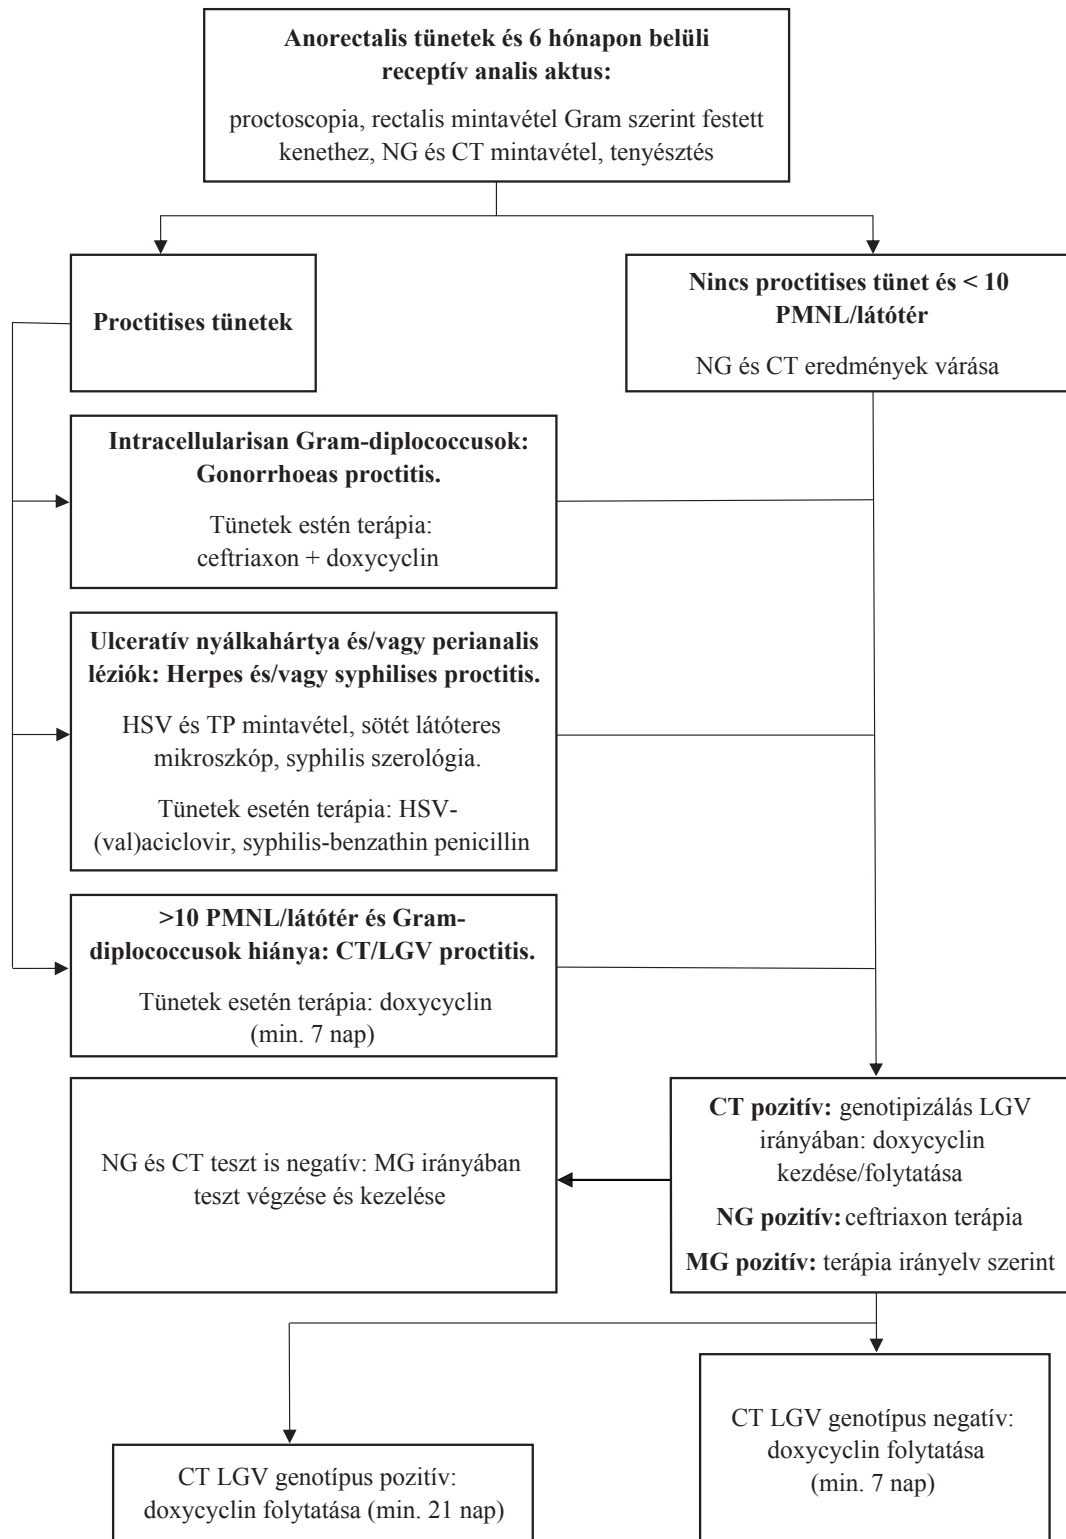 Anorectalis tünetek és 6 hónapon belüli
receptív analis aktus:
proctoscopia, rectalis mintavétel Gram szerint festett
kenethez, NG és CT mintavétel, tenyésztés
Proctitises tünetek
Nincs proctitises tünet és < 10
PMNL/látótér
NG és CT eredmények várása
Intracellularisan Gram-diplococcusok:
Gonorrhoeas proctitis.
Tünetek estén terápia:
ceftriaxon + doxycyclin
Ulceratív nyálkahártya és/vagy perianalis
léziók: Herpes és/vagy syphilises proctitis.
HSV és TP mintavétel, sötét látóteres
mikroszkóp, syphilis szerológia.
Tünetek esetén terápia: HSV-
(val)aciclovir, syphilis-benzathin penicillin
>10 PMNL/látótér és Gram-
diplococcusok hiánya: CT/LGV proctitis.
Tünetek esetén terápia: doxycyclin
(min. 7 nap)
NG és CT teszt is negatív: MG irányában
teszt végzése és kezelése
CT pozitív: genotipizálás LGV
irányában: doxycyclin
kezdése/folytatása
NG pozitív: ceftriaxon terápia
MG pozitív: terápia irányelv szerint
CT LGV genotípus pozitív:
doxycyclin folytatása (min. 21 nap)
CT LGV genotípus negatív:
doxycyclin folytatása
(min. 7 nap)